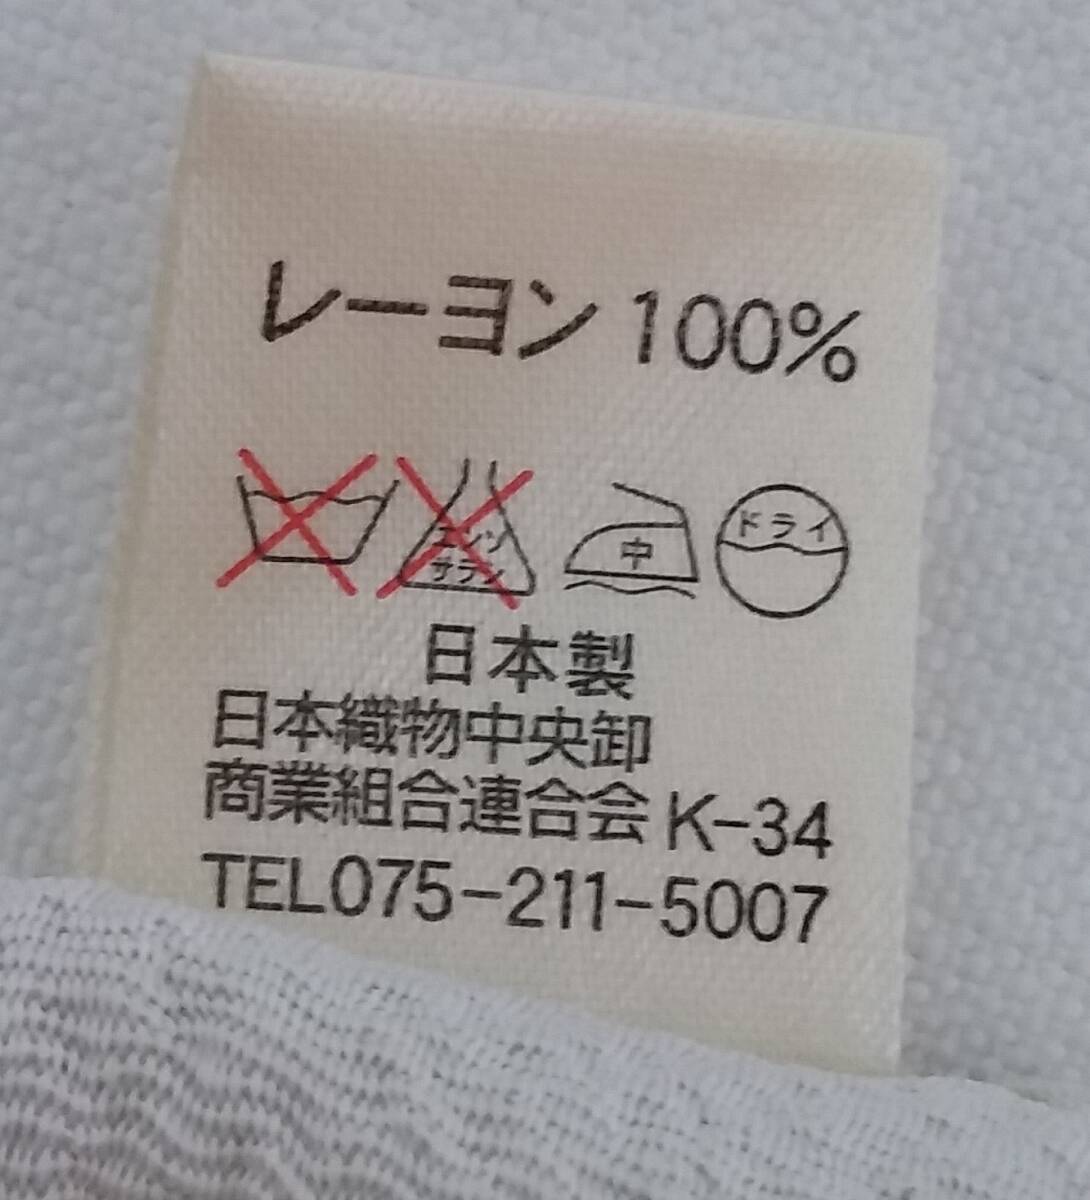 レーヨン 100%
エンソ
サラシ
中
ドライ
日本製
日本織物中央卸
商業組合連合会 K-34
TEL075-211-5007